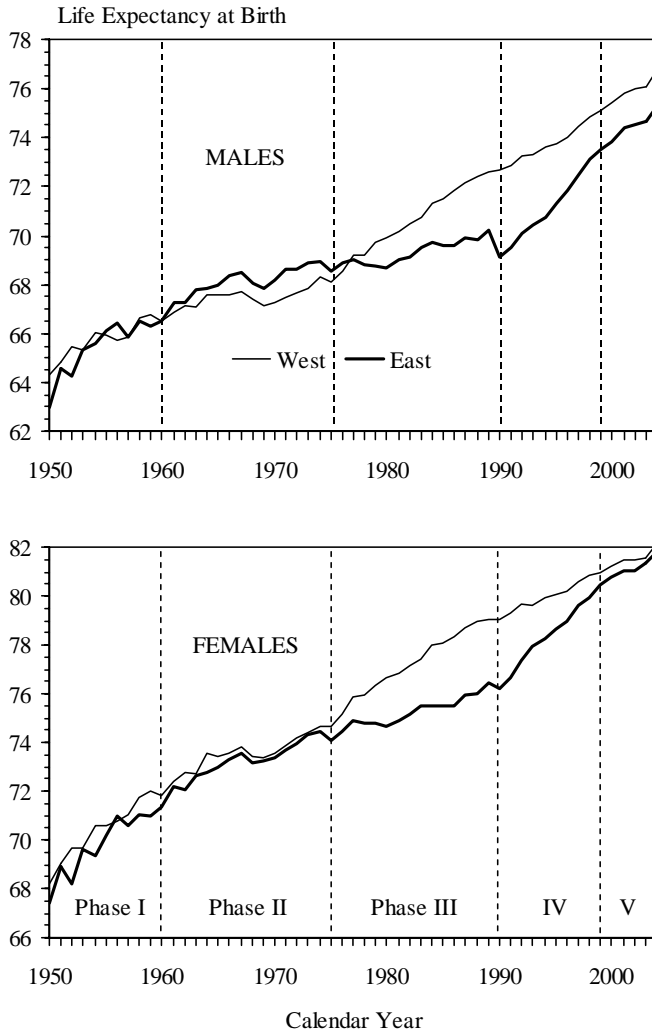 Life Expectancy at Birth
78
76
74
72
70
68
66
64
62
MALES
West East
1950 1960 1970 1980 1990 2000
82
80
78
76
74
72
70
68
66
FEMALES
Phase I Phase II Phase III IV V
1950 1960 1970 1980 1990 2000
Calendar Year